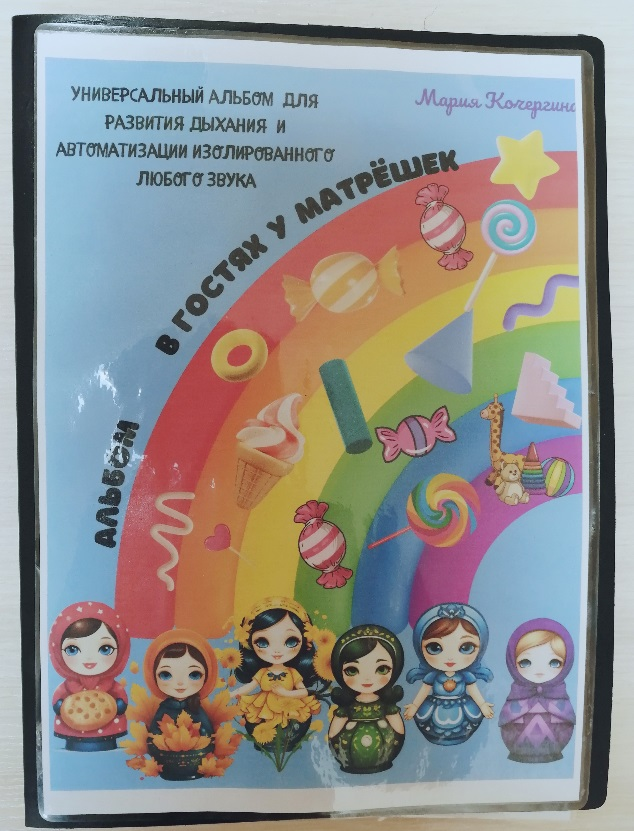 УНИВЕРСАЛЬНЫЙ АЛЬБОМ ДЛЯ
РАЗВИТИЯ ДЫХАНИЯ И
АВТОМАТИЗАЦИИ ИЗОЛИРОВАННОГО
ЛЮБОГО ЗВУКА
Мария Кочергина
АЛЬБОМ
В ГОСТЯХ У МАТРЁШЕК